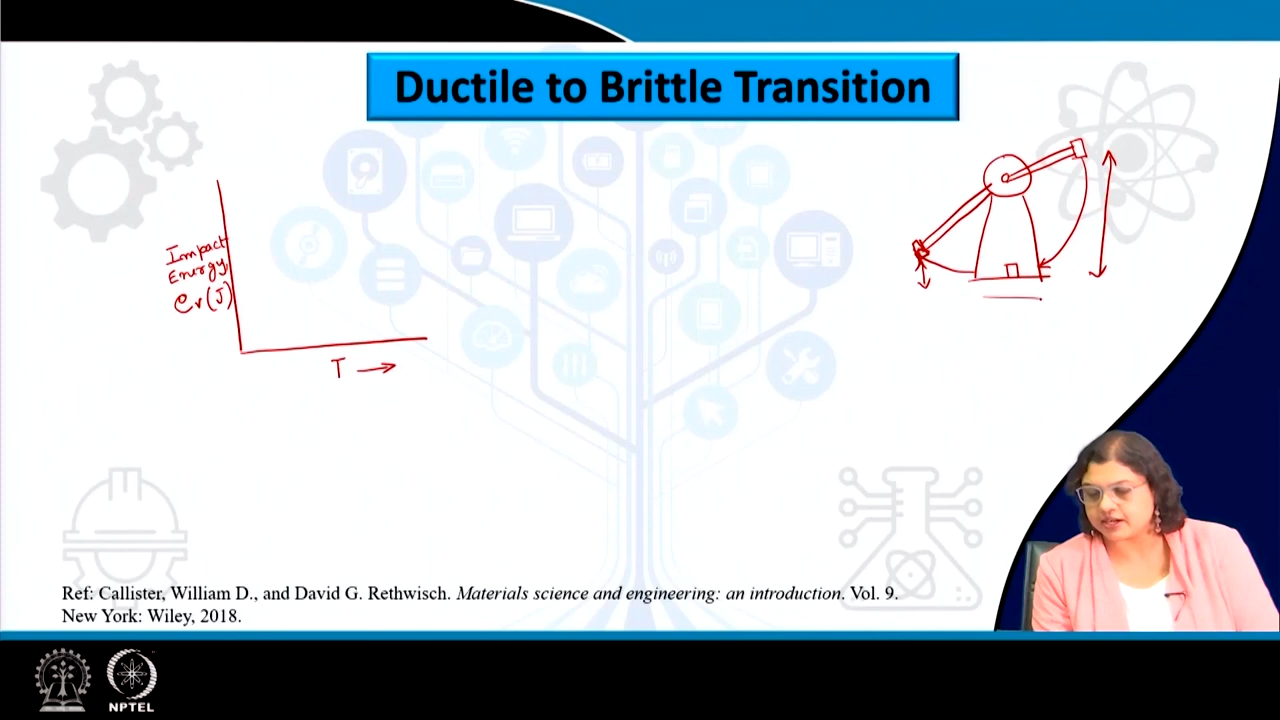 Ductile to Brittle Transition
Impact
Energy,
Cv(J)
T
Ref: Callister, William D., and David G. Rethwisch. Materials science and engineering: an introduction. Vol. 9.
New York: Wiley, 2018.
NPTEL